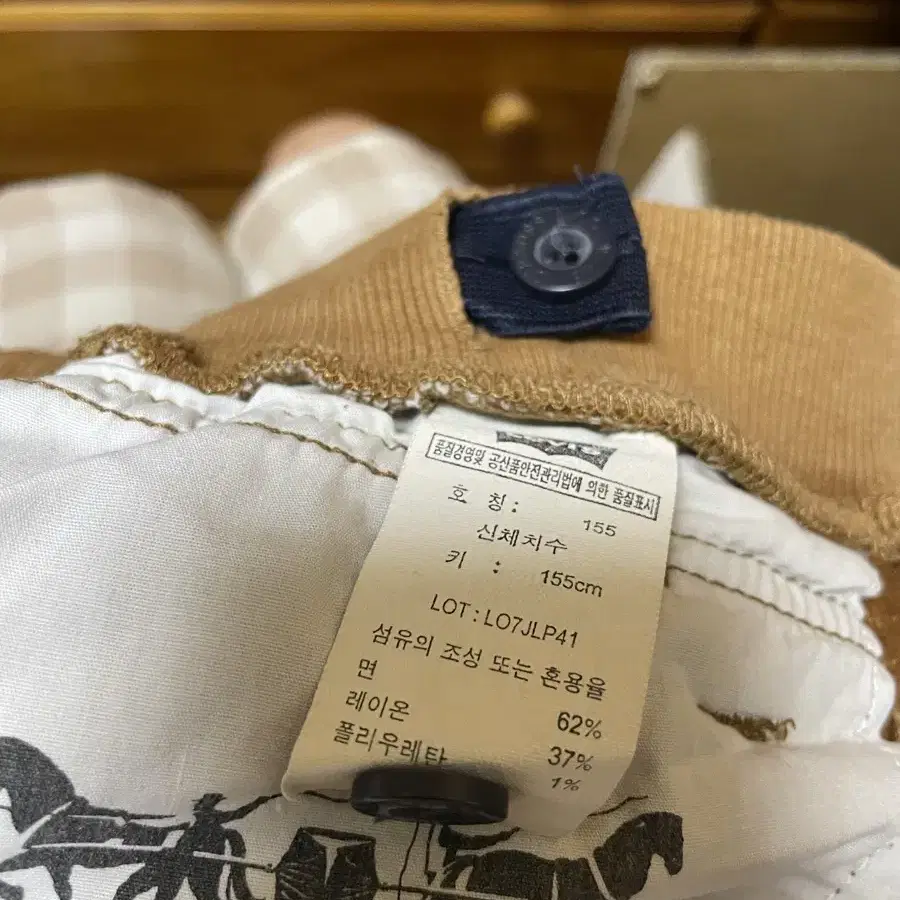 품질경영및 공산품안전관리법에 의한 품질표시
호 칭 : 155
신체치수
키 : 155cm
LOT : LO7JLP41
섬유의 조성 또는 혼용율
면 62%
레이온 37%
폴리우레탄 1%